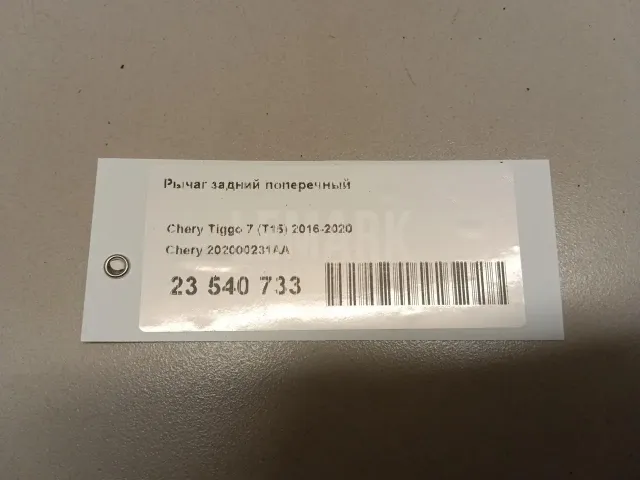 Рычаг задний поперечный
Chery Tiggo 7 (T15) 2016-2020
Chery 202000231AA
23 540 733